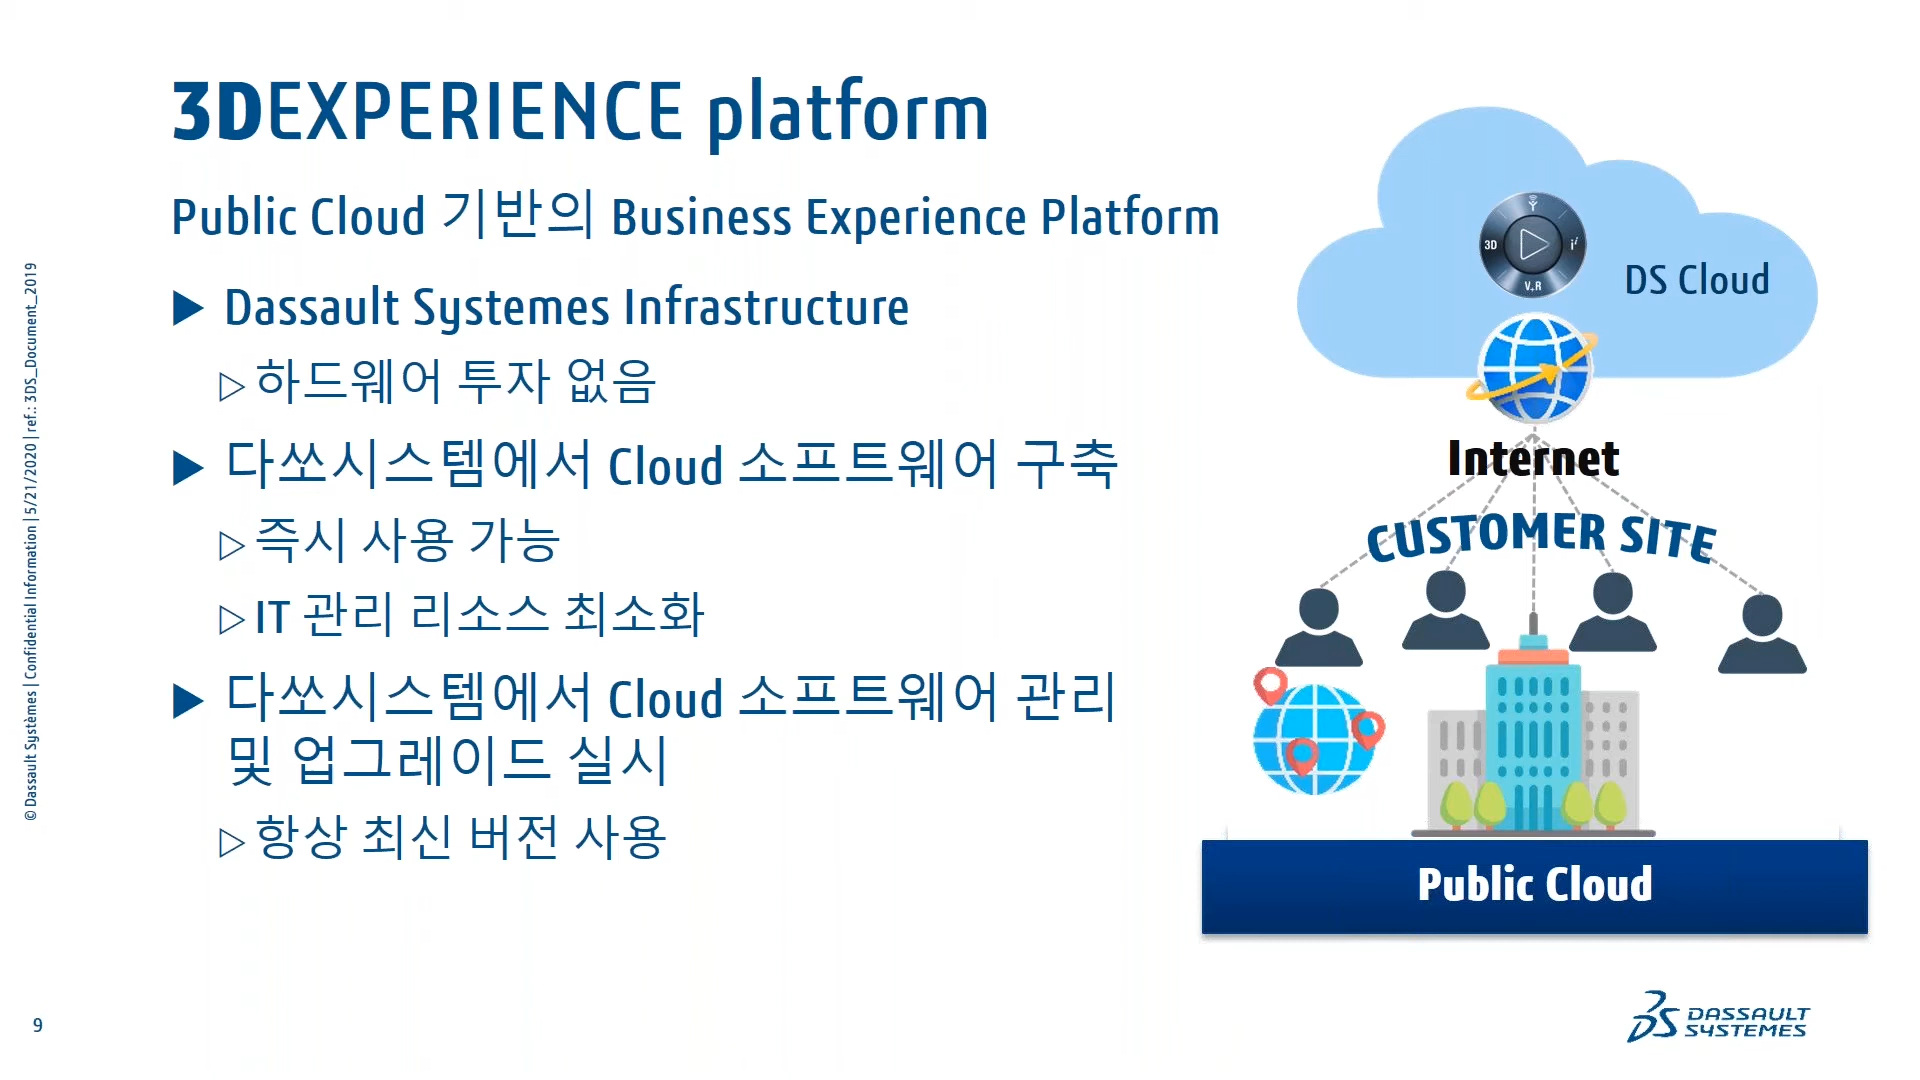 3DEXPERIENCE platform
Public Cloud 기반의 Business Experience Platform
▶ Dassault Systemes Infrastructure
▷하드웨어 투자 없음
▶ 다쏘시스템에서 Cloud 소프트웨어 구축
▷즉시 사용 가능
▷IT 관리 리소스 최소화
▶ 다쏘시스템에서 Cloud 소프트웨어 관리
및 업그레이드 실시
▷항상 최신 버전 사용
3D
i²
V+R
DS Cloud
Internet
CUSTOMER SITE
Public Cloud
© Dassault Systèmes | Confidential Information | 5/21/2020 | ref.: 3DS_Document_2019
9
3DS DASSAULT
SYSTEMES